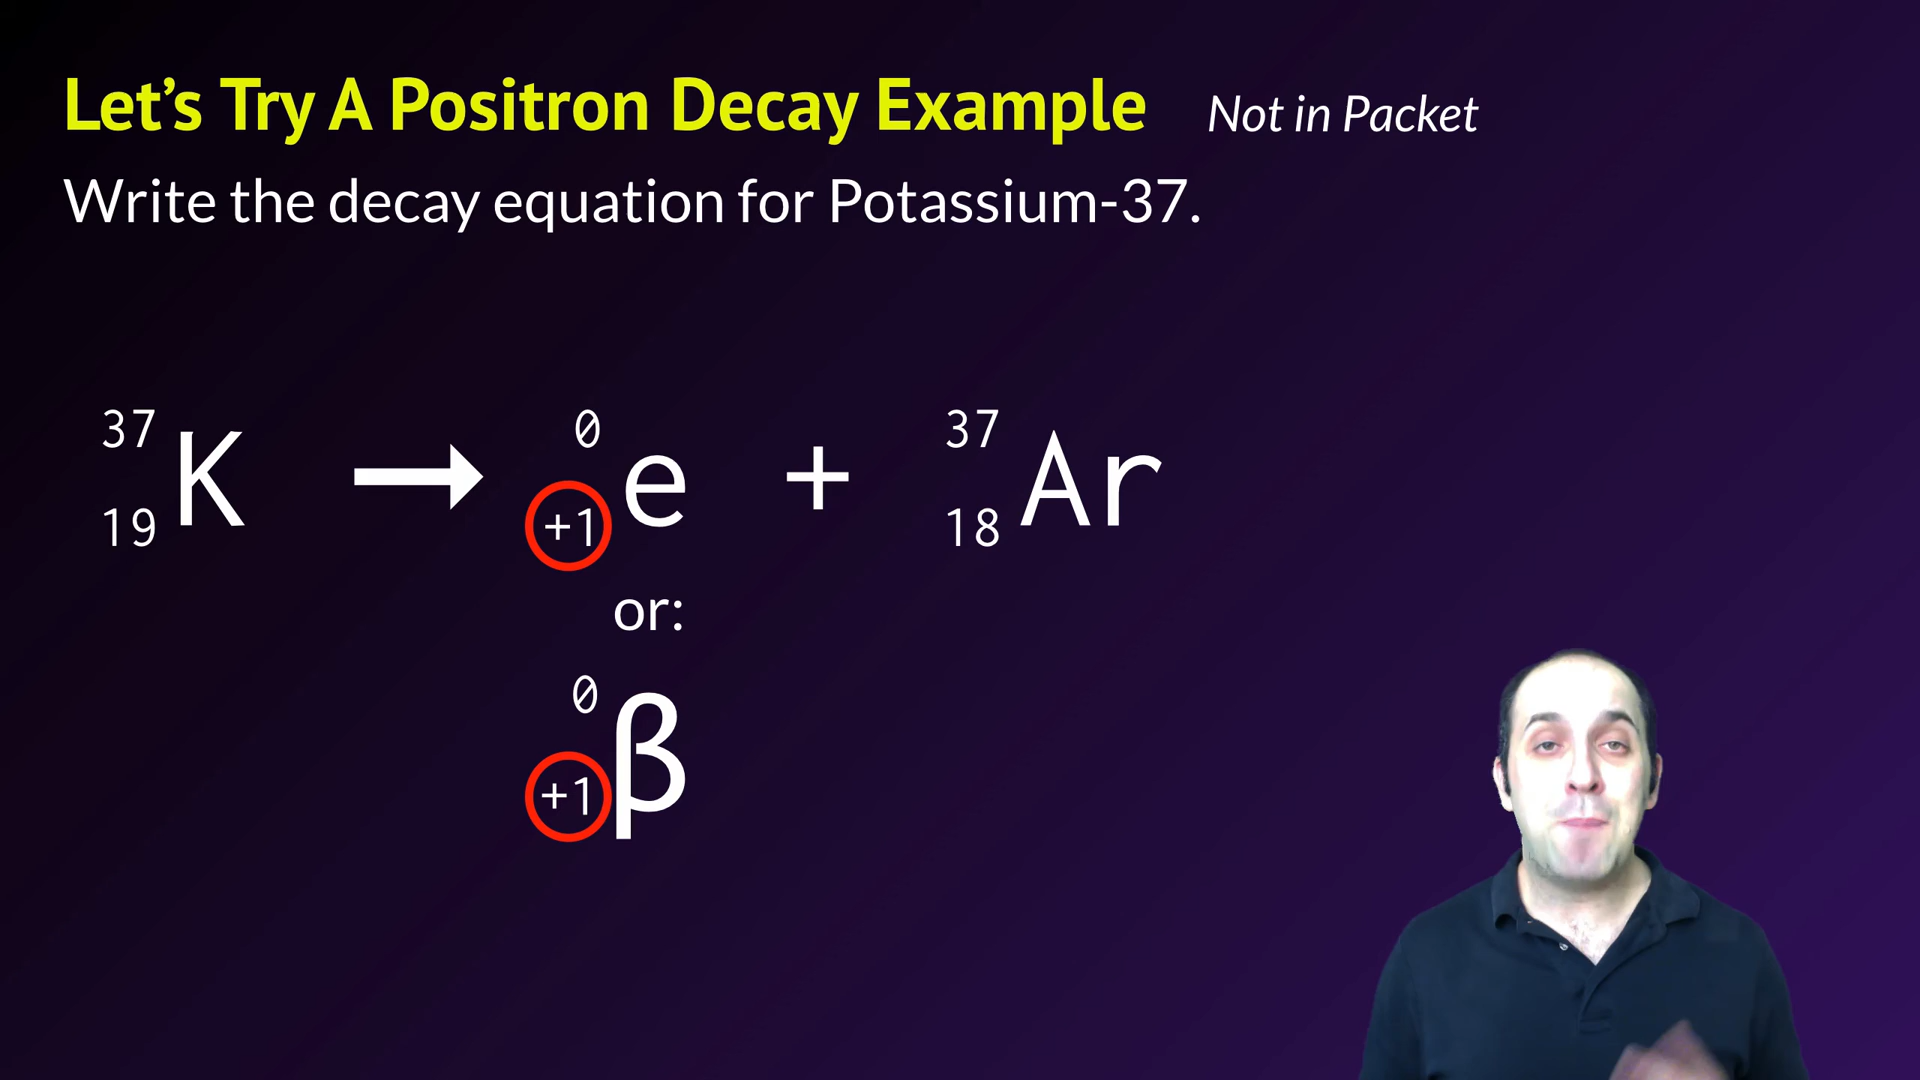 Let’s Try A Positron Decay Example Not in Packet
Write the decay equation for Potassium-37.
37 0 37
K → e + Ar
19 +1 18
or:
0
β
+1